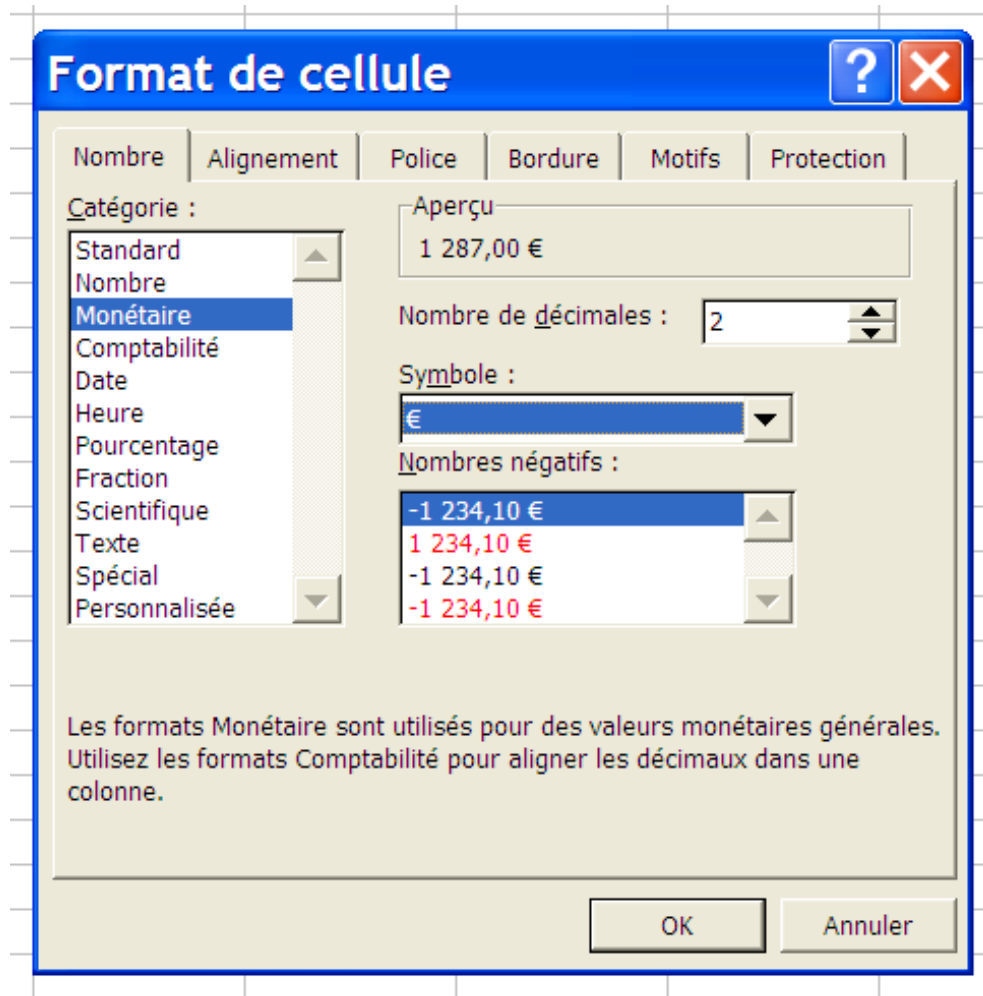 Format de cellule
?
Nombre Alignement Police Bordure Motifs Protection
Catégorie :
Standard
Nombre
Monétaire
Comptabilité
Date
Heure
Pourcentage
Fraction
Scientifique
Texte
Spécial
Personnalisée
Aperçu
1 287,00 €
Nombre de décimales : 2
Symbole :
€
Nombres négatifs :
-1 234,10 €
1 234,10 €
-1 234,10 €
-1 234,10 €
Les formats Monétaire sont utilisés pour des valeurs monétaires générales.
Utilisez les formats Comptabilité pour aligner les décimaux dans une
colonne.
OK Annuler